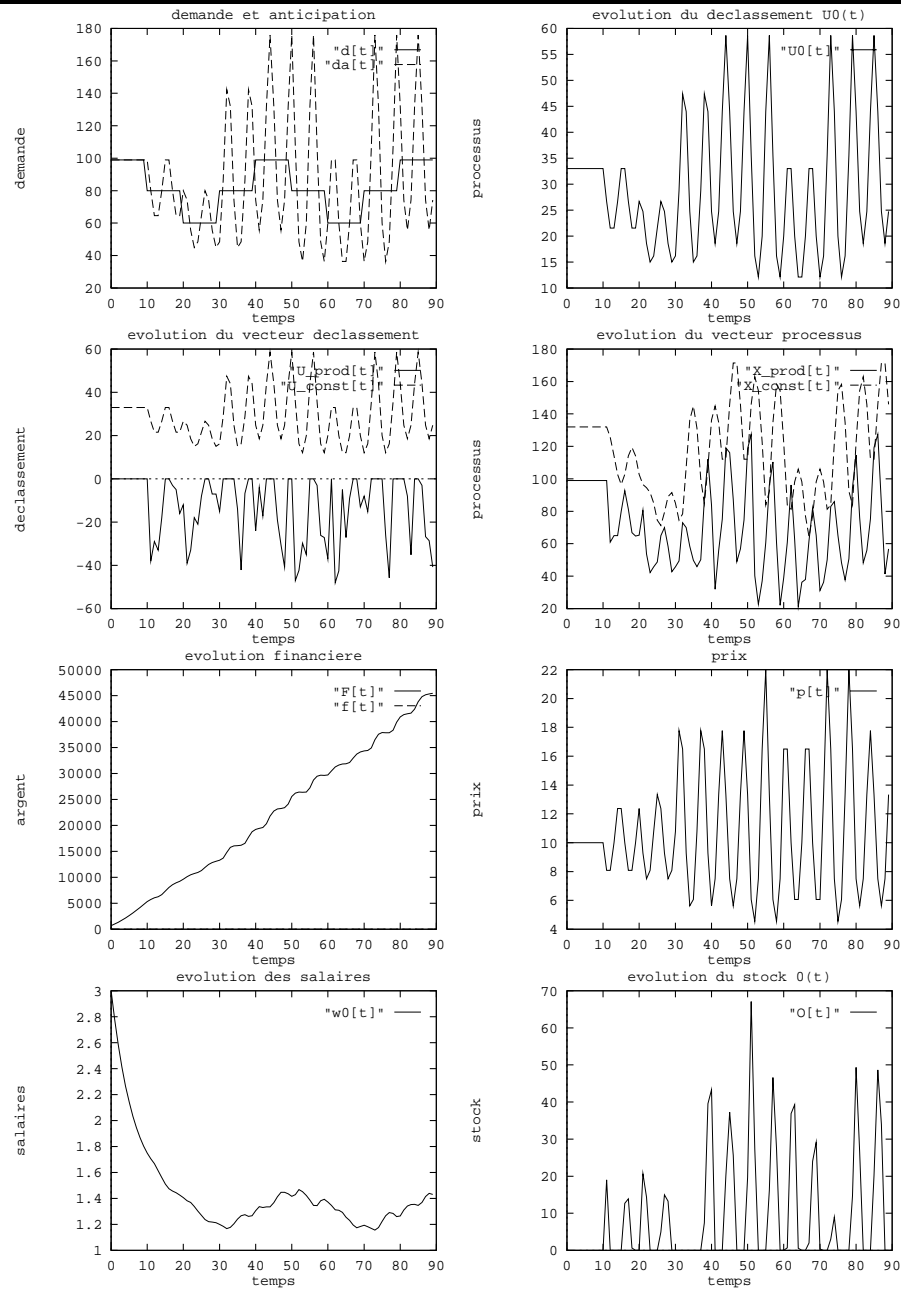 demande et anticipation
180
160
140
120
100
80
60
40
20
demande
"d[t]"
"da[t]"
0 10 20 30 40 50 60 70 80 90
temps
evolution du declassement U0(t)
60
55
50
45
40
35
30
25
20
15
10
processus
"U0[t]"
0 10 20 30 40 50 60 70 80 90
temps
evolution du vecteur declassement
60
40
20
0
-20
-40
-60
declassement
"U_prod[t]"
"U_const[t]"
0 10 20 30 40 50 60 70 80 90
temps
evolution du vecteur processus
180
160
140
120
100
80
60
40
20
processus
"X_prod[t]"
"X_const[t]"
0 10 20 30 40 50 60 70 80 90
temps
evolution financiere
50000
45000
40000
35000
30000
25000
20000
15000
10000
5000
0
argent
"F[t]"
"f[t]"
0 10 20 30 40 50 60 70 80 90
temps
prix
22
20
18
16
14
12
10
8
6
4
prix
"p[t]"
0 10 20 30 40 50 60 70 80 90
temps
evolution des salaires
3
2.8
2.6
2.4
2.2
2
1.8
1.6
1.4
1.2
1
salaires
"w0[t]"
0 10 20 30 40 50 60 70 80 90
temps
evolution du stock 0(t)
70
60
50
40
30
20
10
0
stock
"O[t]"
0 10 20 30 40 50 60 70 80 90
temps